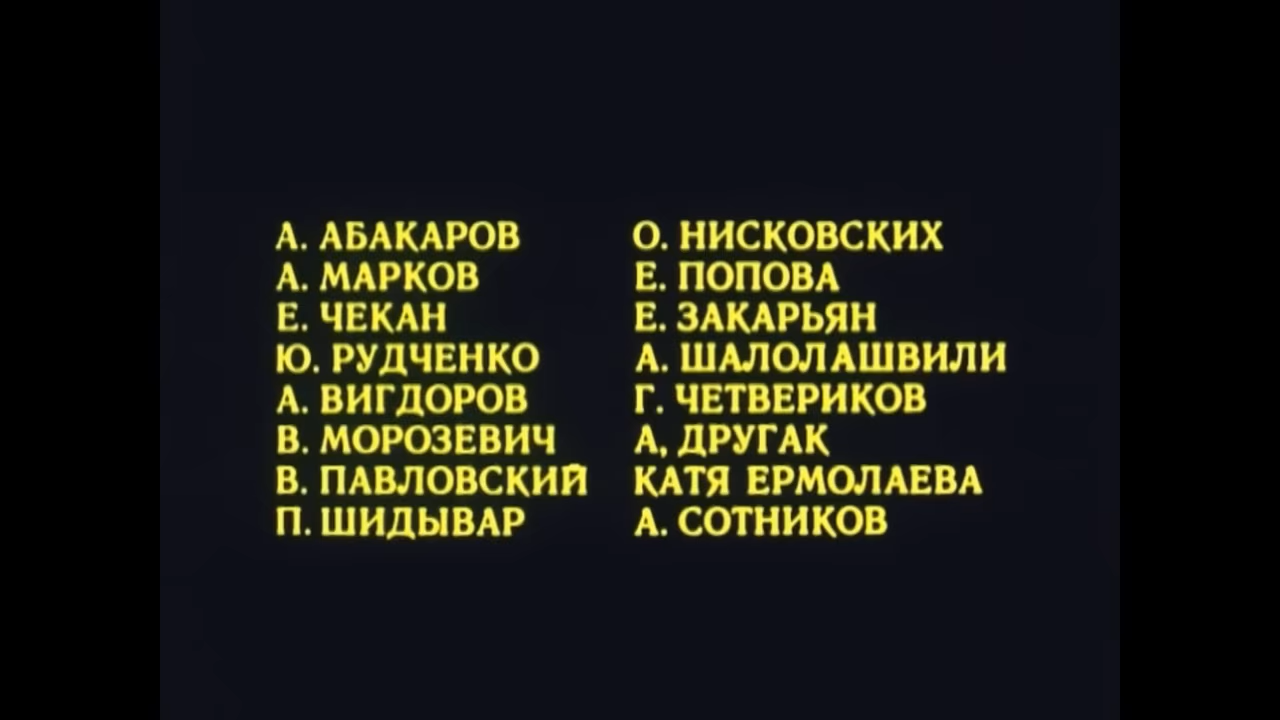 А. АБАКАРОВ
А. МАРКОВ
Е. ЧЕКАН
Ю. РУДЧЕНКО
А. ВИГДОРОВ
В. МОРОЗЕВИЧ
В. ПАВЛОВСКИЙ
П. ШИДЫВАР
О. НИСКОВСКИХ
Е. ПОПОВА
Е. ЗАКАРЬЯН
А. ШАЛОЛАШВИЛИ
Г. ЧЕТВЕРИКОВ
А, ДРУГАК
КАТЯ ЕРМОЛАЕВА
А. СОТНИКОВ